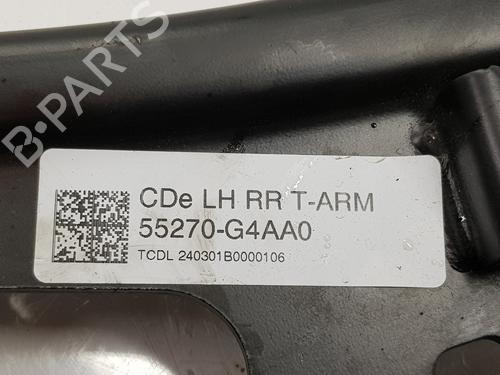 B-PARTS
CDe LH RR T-ARM
55270-G4AA0
TCDL 240301B0000106